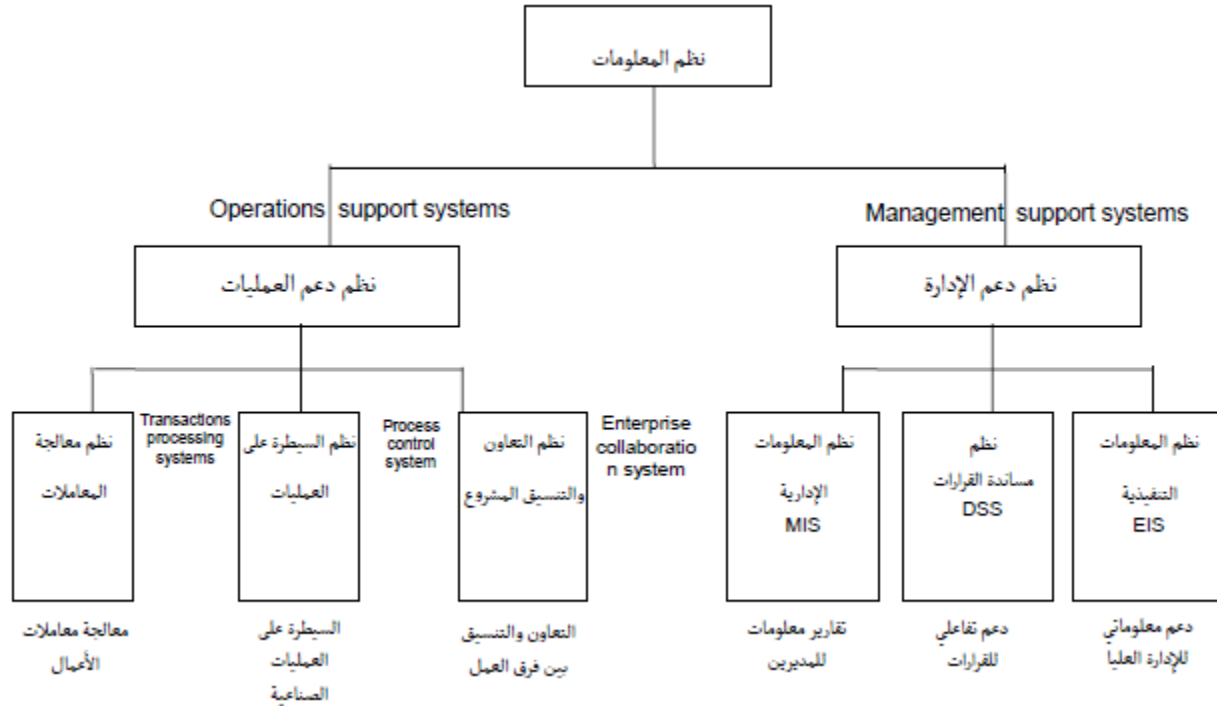 نظم المعلومات
Operations support systems
Management support systems
نظم دعم العمليات
نظم دعم الإدارة
نظم معالجة
المعاملات
Transactions
processing
systems
نظم السيطرة على
العمليات
Process
control
system
نظم التعاون
والتنسيق المشروع
Enterprise
collaboratio
n system
نظم المعلومات
الإدارية
MIS
نظم
مساندة القرارات
DSS
نظم المعلومات
التنفيذية
EIS
معالجة معاملات
الأعمال
السيطرة على
العمليات
الصناعية
التعاون والتنسيق
بين فرق العمل
تقارير معلومات
للمديرين
دعم تفاعلي
للقرارات
دعم معلوماتي
للإدارة العليا